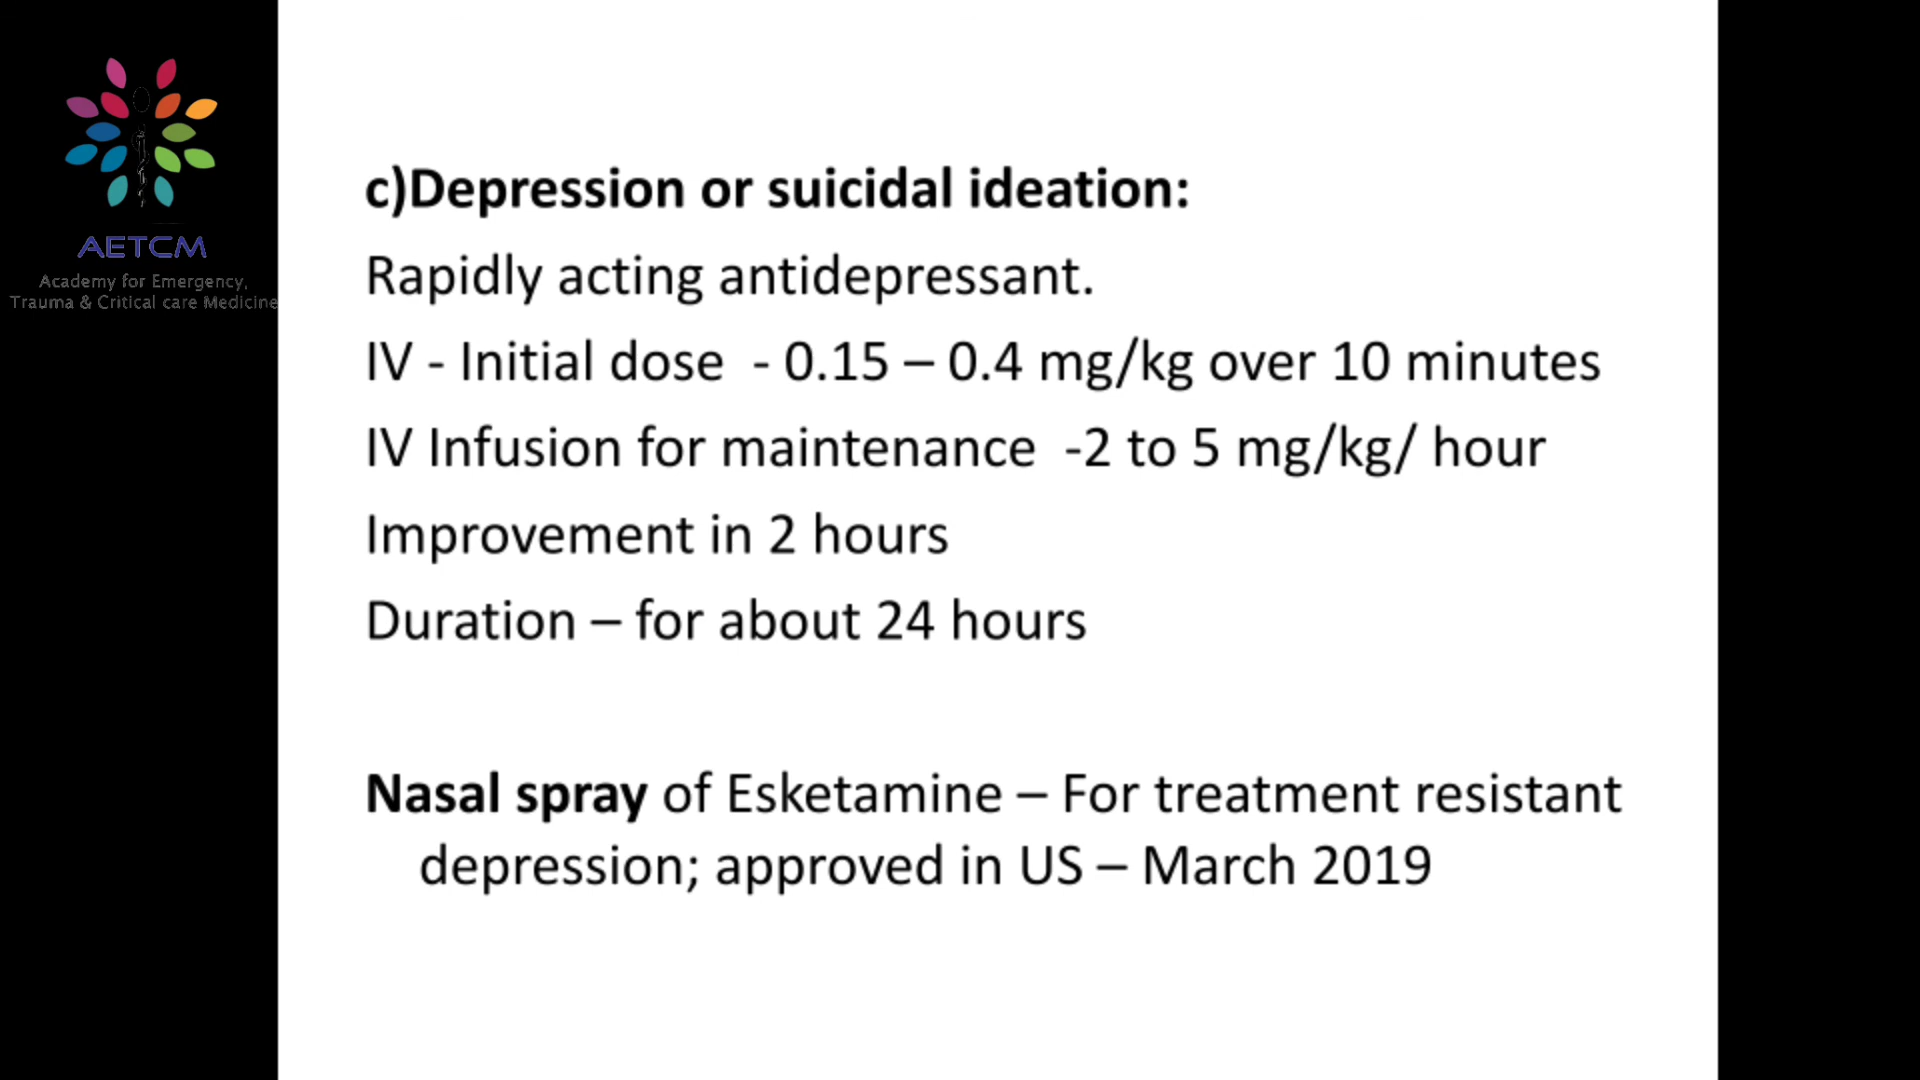 AETCM
Academy for Emergency,
Trauma & Critical care Medicine
c)Depression or suicidal ideation:
Rapidly acting antidepressant.
IV - Initial dose - 0.15 – 0.4 mg/kg over 10 minutes
IV Infusion for maintenance -2 to 5 mg/kg/ hour
Improvement in 2 hours
Duration – for about 24 hours
Nasal spray of Esketamine – For treatment resistant
depression; approved in US – March 2019